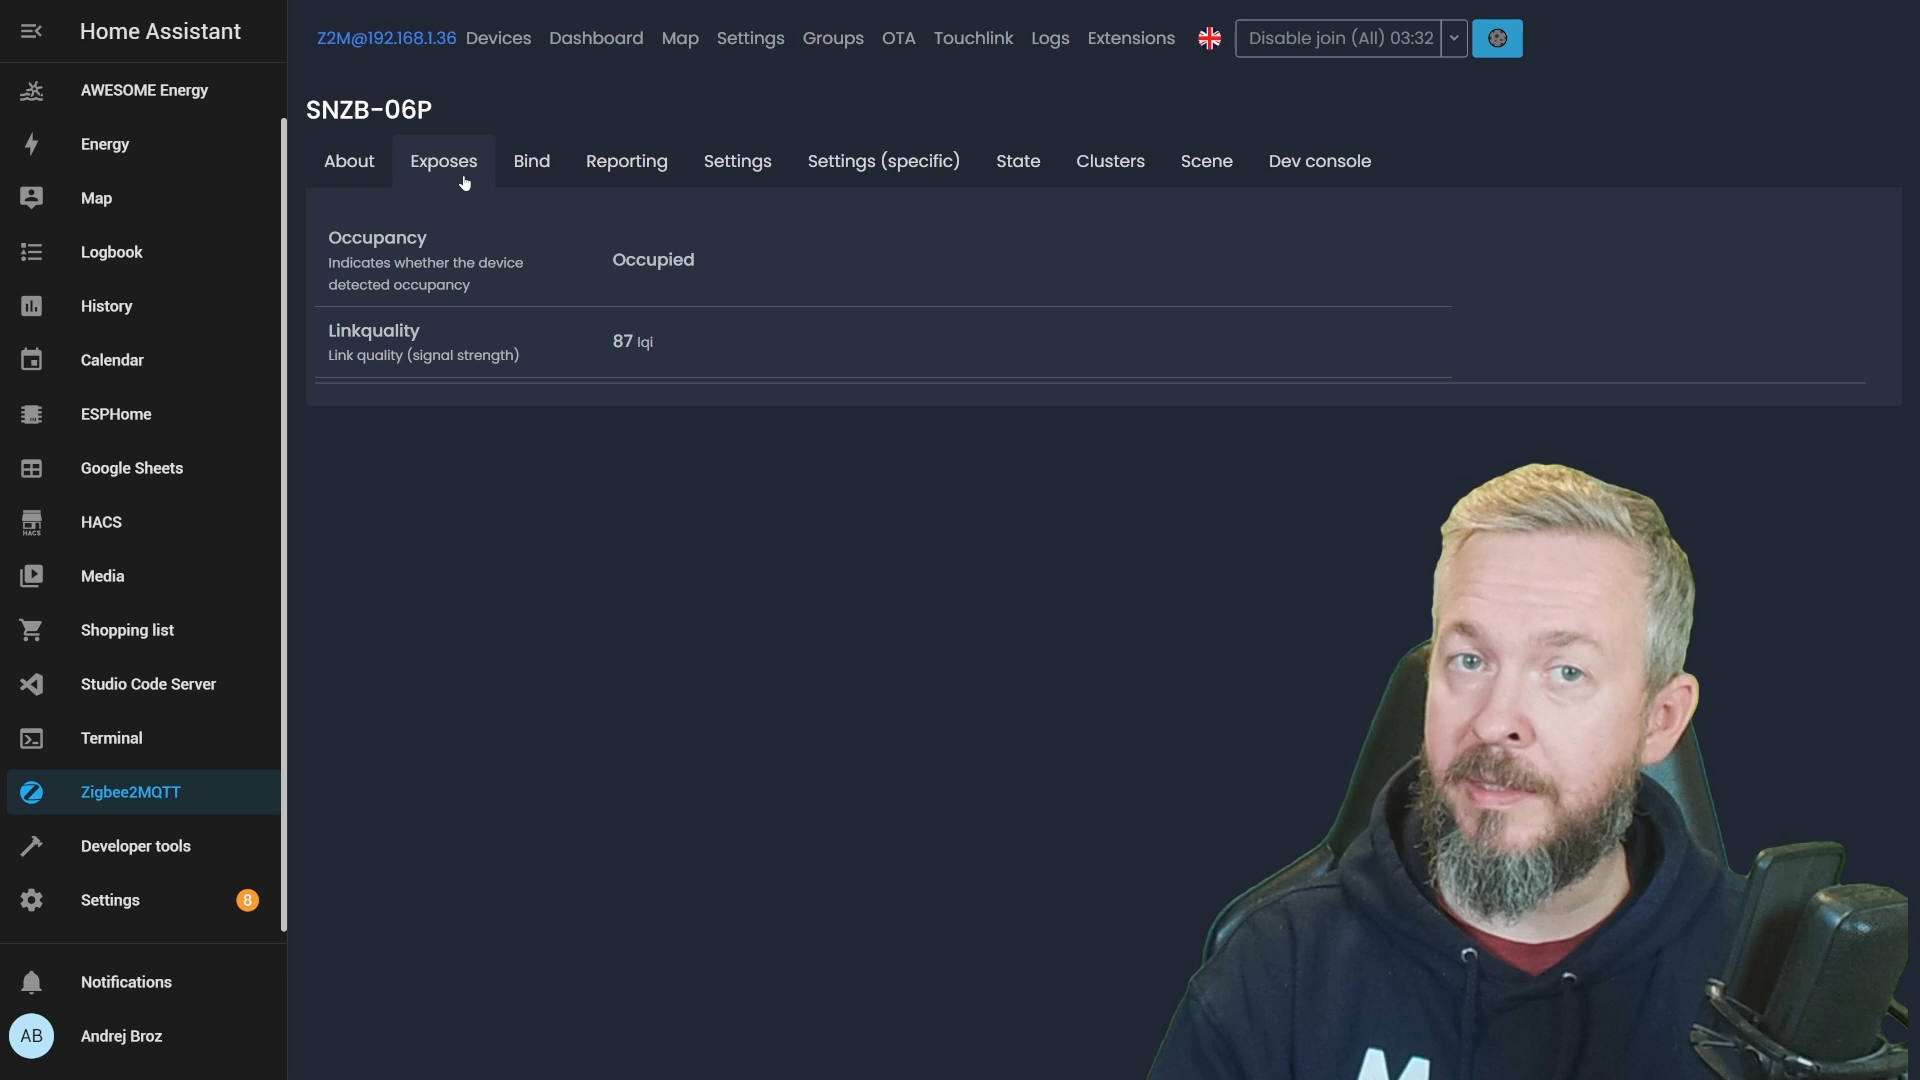 Home Assistant
AWESOME Energy
Energy
Map
Logbook
History
Calendar
ESPHome
Google Sheets
HACS
HACS
Media
Shopping list
Studio Code Server
Terminal
Zigbee2MQTT
Developer tools
Settings 8
Notifications
AB Andrej Broz
Z2M@192.168.1.36 Devices Dashboard Map Settings Groups OTA Touchlink Logs Extensions Disable join (All) 03:32
SNZB-06P
About Exposes Bind Reporting Settings Settings (specific) State Clusters Scene Dev console
Occupancy
Indicates whether the device
detected occupancy
Occupied
Linkquality
Link quality (signal strength)
87 lqi
M